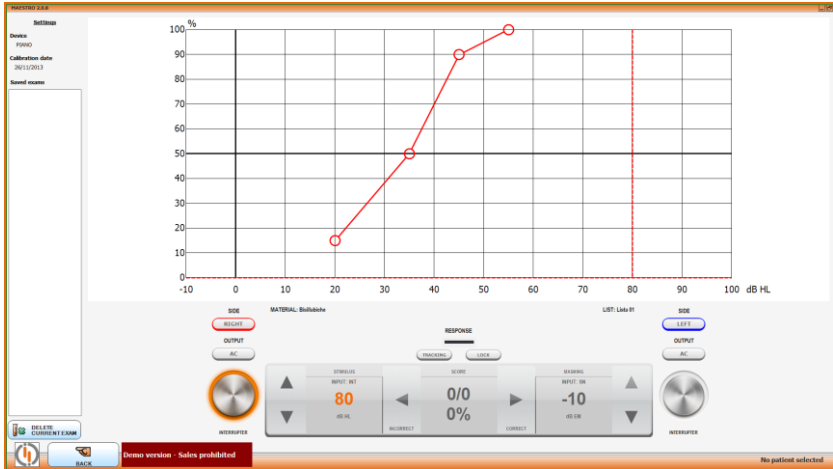 MAESTRO 2.0.0
Settings
Device
PIANO
Calibration date
26/11/2013
Saved exams
%
100
90
80
70
60
50
40
30
20
10
0
-10 0 10 20 30 40 50 60 70 80 90 100 dB HL
SIDE MATERIAL: Bisillabiche LIST: Lista 01 SIDE
RIGHT LEFT
OUTPUT RESPONSE OUTPUT
AC TRACKING LOCK AC
STIMULUS SCORE MASKING
INPUT: INT 0/0 INPUT: SN
80 0% -10
dB HL INCORRECT CORRECT dB EM
INTERRUPTER INTERRUPTER
DELETE
CURRENT EXAM
BACK
Demo version - Sales prohibited
No patient selected